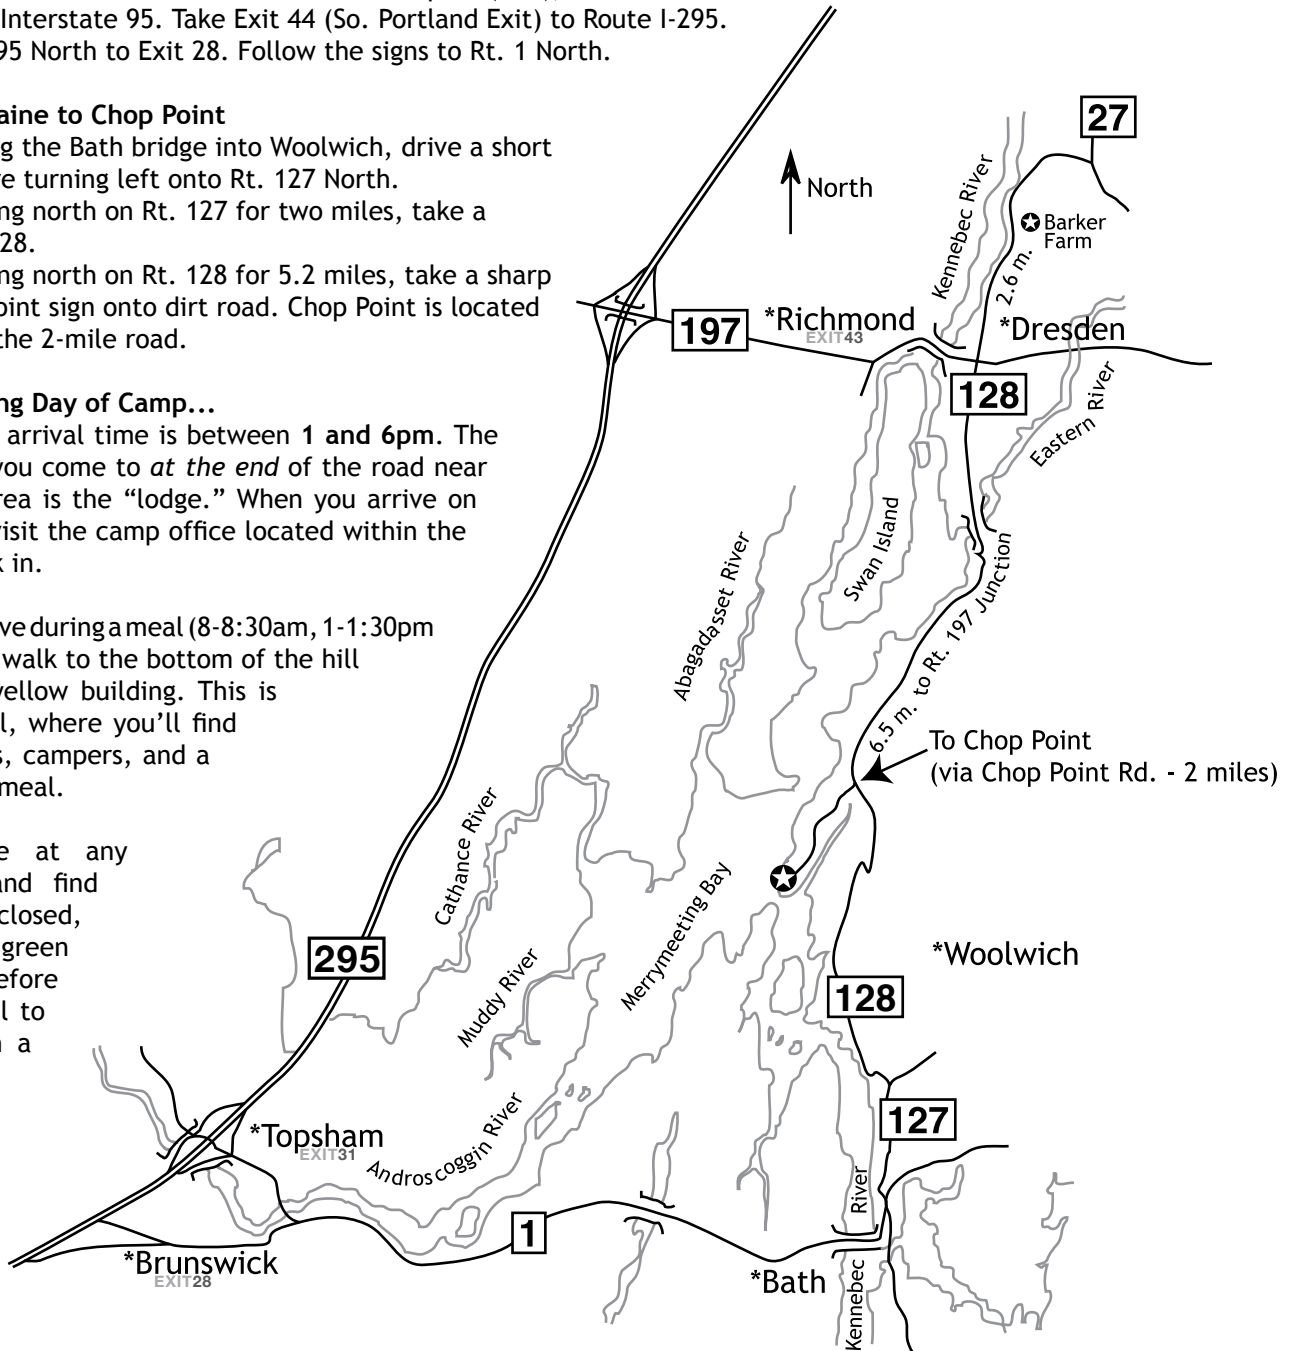 Interstate 95. Take Exit 44 (So. Portland Exit) to Route I-295.
95 North to Exit 28. Follow the signs to Rt. 1 North.
aine to Chop Point
g the Bath bridge into Woolwich, drive a short
e turning left onto Rt. 127 North.
ng north on Rt. 127 for two miles, take a
28.
ng north on Rt. 128 for 5.2 miles, take a sharp
oint sign onto dirt road. Chop Point is located
the 2-mile road.
ng Day of Camp...
arrival time is between 1 and 6pm. The
you come to at the end of the road near
rea is the “lodge.” When you arrive on
visit the camp office located within the
k in.
ve during a meal (8-8:30am, 1-1:30pm
walk to the bottom of the hill
yellow building. This is
l, where you’ll find
s, campers, and a
meal.
e at any
and find
closed,
green
efore
l to
n a
27
North
Kennebec River
Barker
Farm
2.6 m.
*Richmond
EXIT43
197
*Dresden
128
Eastern River
Swan Island
Abagadasset River
6.5 m. to Rt. 197 Junction
To Chop Point
(via Chop Point Rd. - 2 miles)
Cathance River
Merrymeeting Bay
295
Muddy River
*Woolwich
128
127
*Topsham
EXIT31
Androscoggin River
River
1
*Brunswick
EXIT28
*Bath
Kennebec